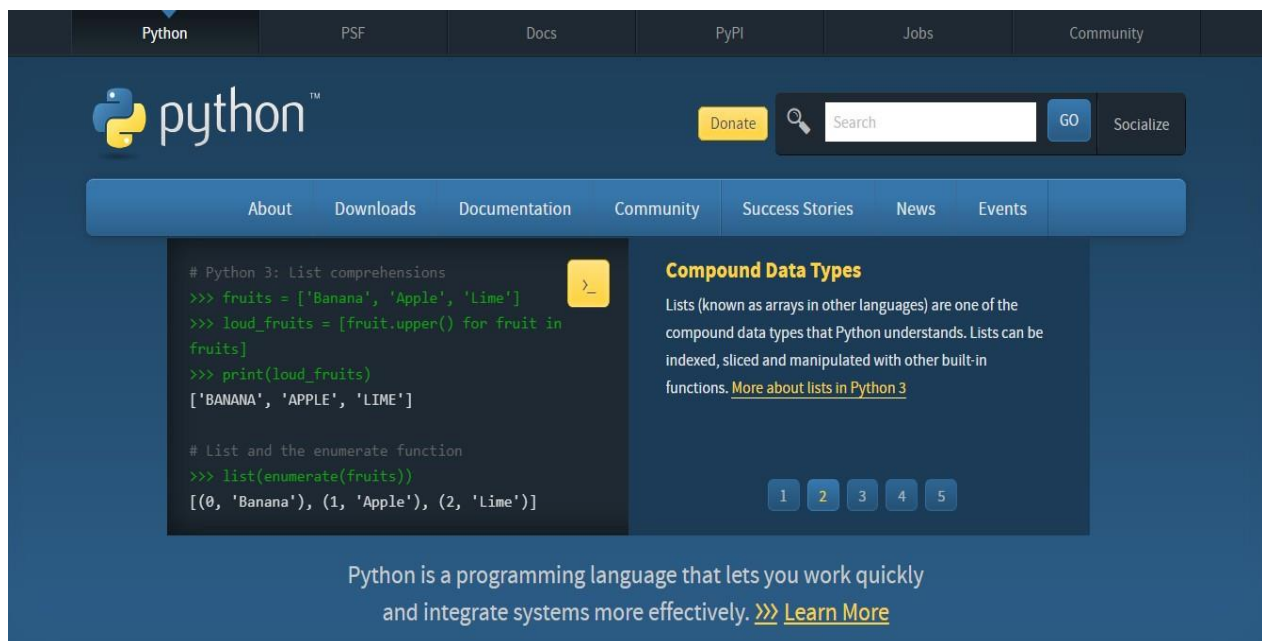 Python PSF Docs PyPI Jobs Community
python™
Donate Search GO Socialize
About Downloads Documentation Community Success Stories News Events
# Python 3: List comprehensions
>>> fruits = ['Banana', 'Apple', 'Lime']
>>> loud_fruits = [fruit.upper() for fruit in
fruits]
>>> print(loud_fruits)
['BANANA', 'APPLE', 'LIME']
# List and the enumerate function
>>> list(enumerate(fruits))
[(0, 'Banana'), (1, 'Apple'), (2, 'Lime')]
>_
Compound Data Types
Lists (known as arrays in other languages) are one of the
compound data types that Python understands. Lists can be
indexed, sliced and manipulated with other built-in
functions. More about lists in Python 3
1 2 3 4 5
Python is a programming language that lets you work quickly
and integrate systems more effectively. >>> Learn More